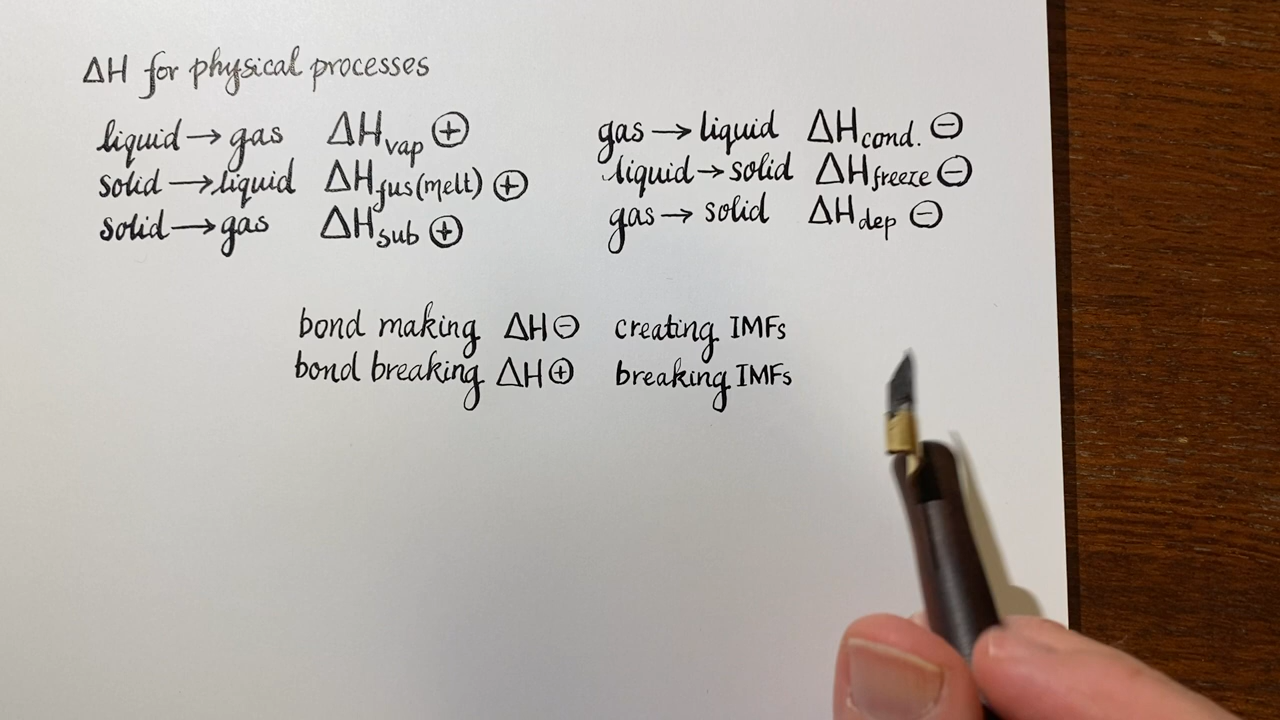 ΔH for physical processes
liquid → gas ΔHvap ⊕
solid → liquid ΔHfus(melt) ⊕
solid → gas ΔHsub ⊕
gas → liquid ΔHcond. ⊖
liquid → solid ΔHfreeze ⊖
gas → solid ΔHdep ⊖
bond making ΔH ⊖ creating IMFs
bond breaking ΔH ⊕ breaking IMFs